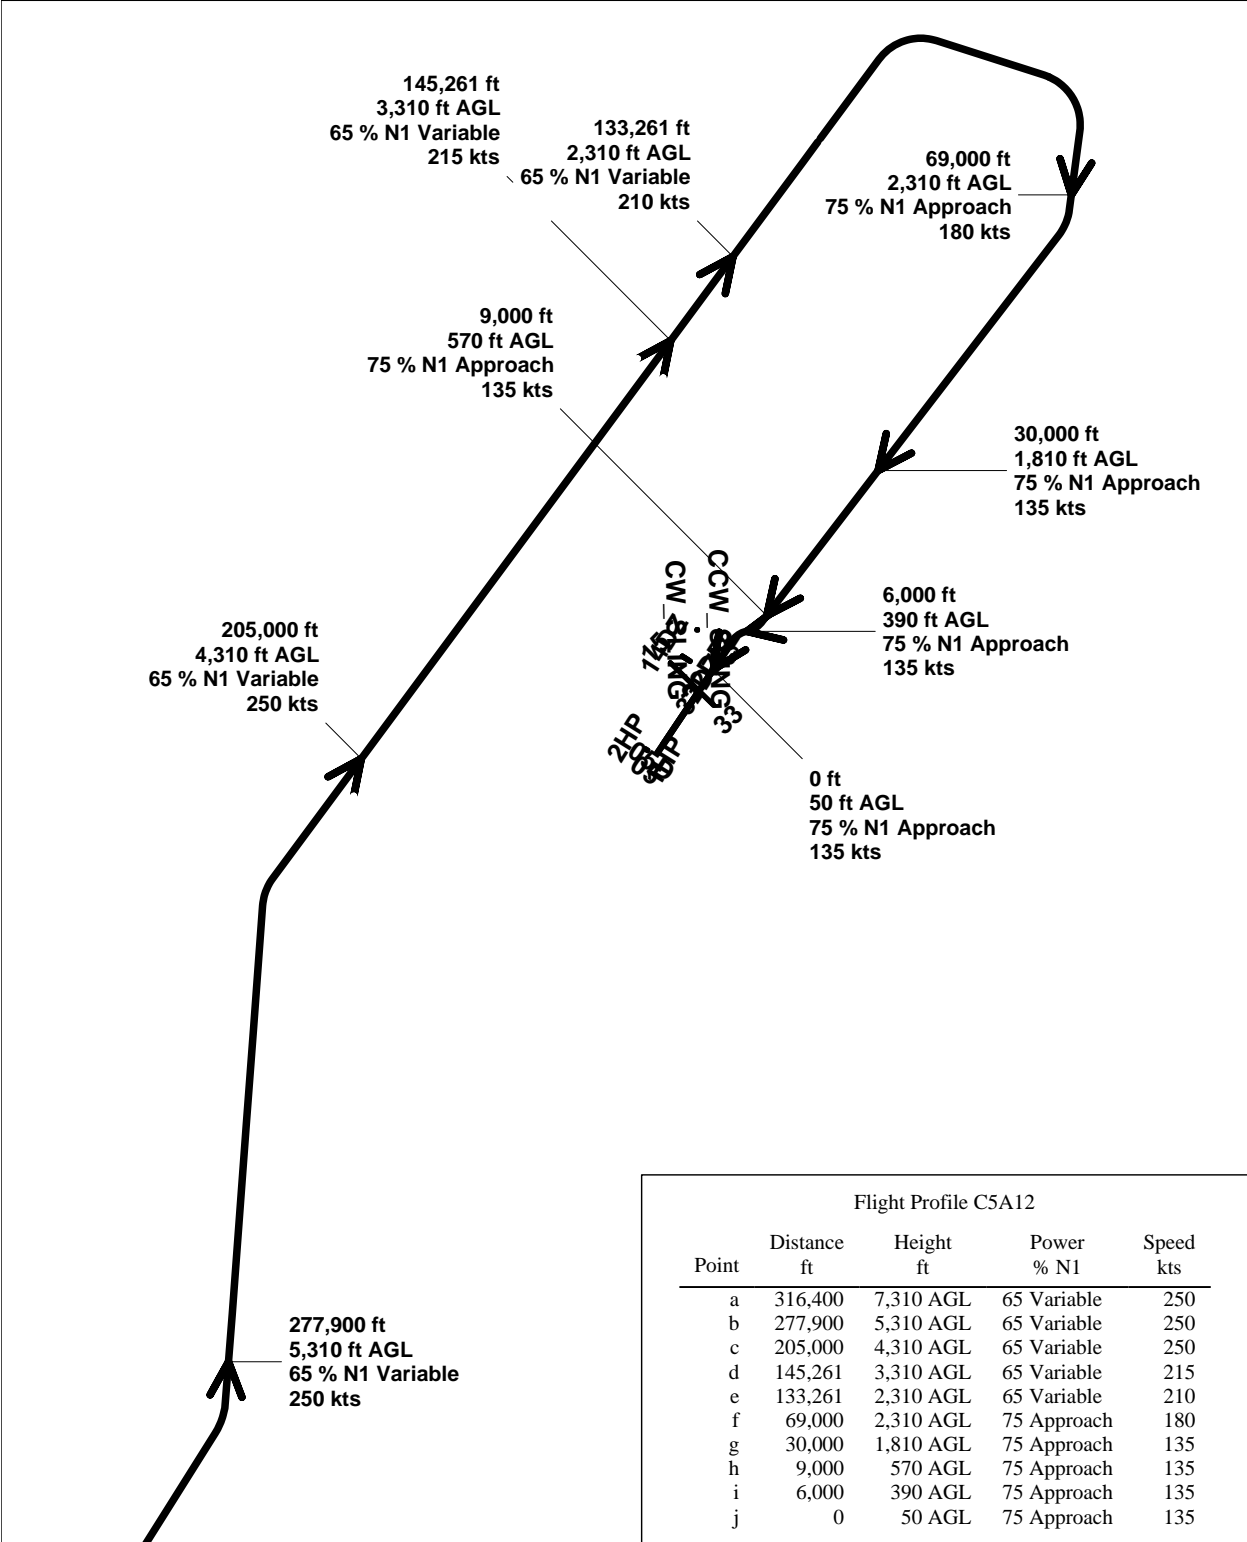 145,261 ft
3,310 ft AGL
65 % N1 Variable
215 kts
133,261 ft
2,310 ft AGL
65 % N1 Variable
210 kts
69,000 ft
2,310 ft AGL
75 % N1 Approach
180 kts
9,000 ft
570 ft AGL
75 % N1 Approach
135 kts
30,000 ft
1,810 ft AGL
75 % N1 Approach
135 kts
CW_SLING
CCW_SLING
6,000 ft
390 ft AGL
75 % N1 Approach
135 kts
205,000 ft
4,310 ft AGL
65 % N1 Variable
250 kts
33
2HP
0 ft
50 ft AGL
75 % N1 Approach
135 kts
277,900 ft
5,310 ft AGL
65 % N1 Variable
250 kts
Flight Profile C5A12
Distance Height Power Speed
Point ft ft % N1 kts
a 316,400 7,310 AGL 65 Variable 250
b 277,900 5,310 AGL 65 Variable 250
c 205,000 4,310 AGL 65 Variable 250
d 145,261 3,310 AGL 65 Variable 215
e 133,261 2,310 AGL 65 Variable 210
f 69,000 2,310 AGL 75 Approach 180
g 30,000 1,810 AGL 75 Approach 135
h 9,000 570 AGL 75 Approach 135
i 6,000 390 AGL 75 Approach 135
j 0 50 AGL 75 Approach 135